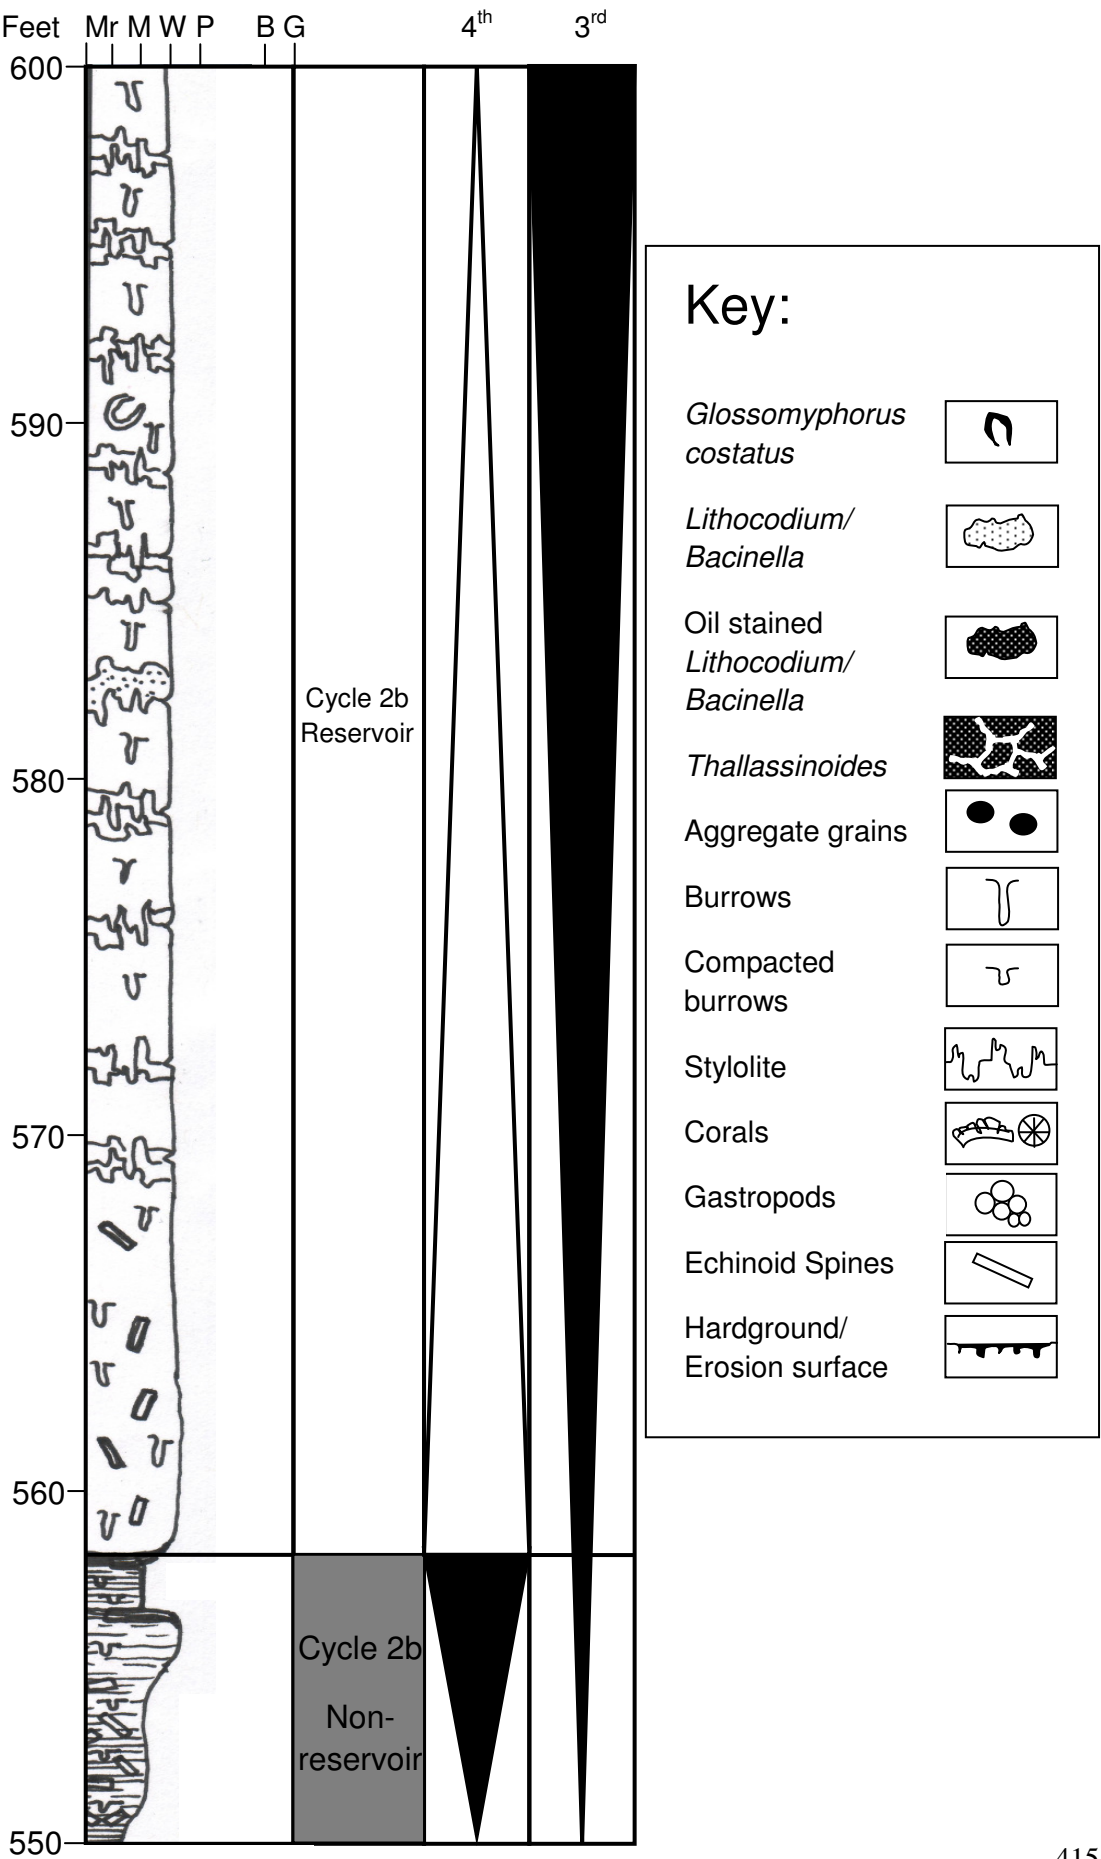 Feet Mr M W P B G 4th 3rd
600
590
580
570
560
550
Cycle 2b
Reservoir
Cycle 2b
Non-
reservoir
Key:
Glossomyphorus
costatus
Lithocodium/
Bacinella
Oil stained
Lithocodium/
Bacinella
Thallassinoides
Aggregate grains
Burrows
Compacted
burrows
Stylolite
Corals
Gastropods
Echinoid Spines
Hardground/
Erosion surface
415